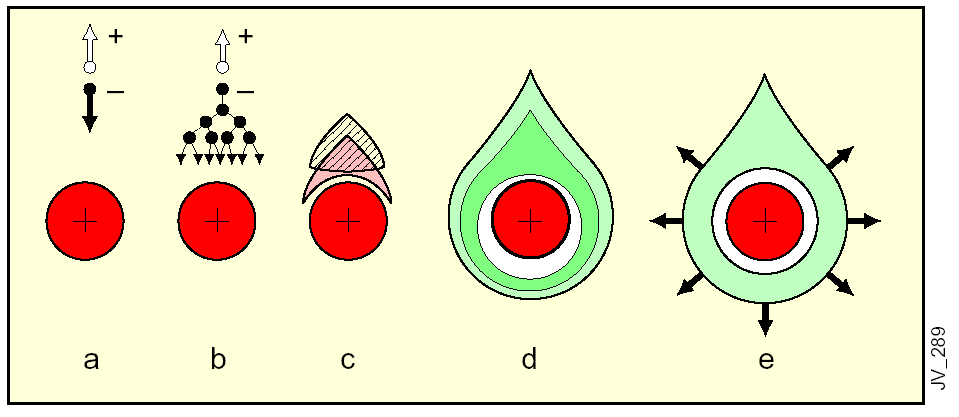 + +
– –
a b c d e
JV_289